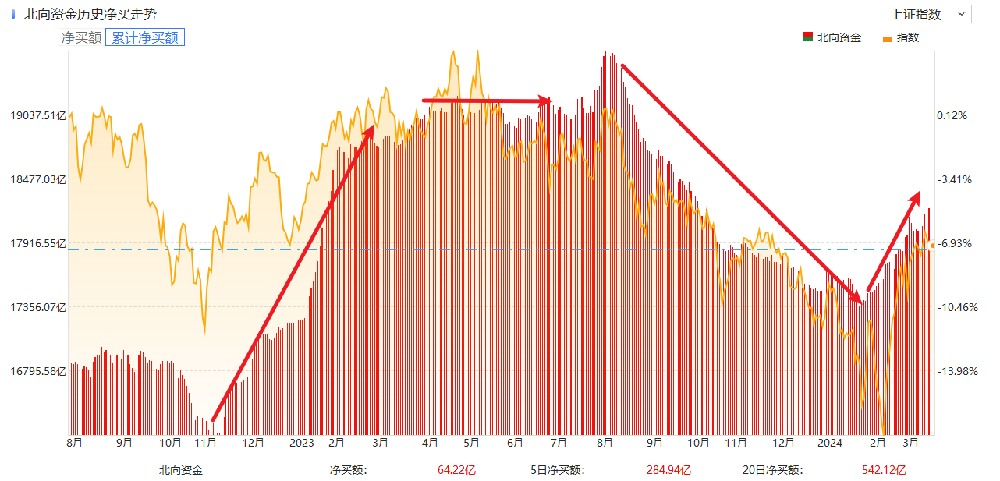 北向资金历史净买走势
上证指数
净买额 累计净买额
北向资金 指数
19037.51亿 0.12%
18477.03亿 -3.41%
17916.55亿 -6.93%
17356.07亿 -10.46%
16795.58亿 -13.98%
8月 9月 10月 11月 12月 2023 2月 3月 4月 5月 6月 7月 8月 9月 10月 11月 12月 2024 2月 3月
北向资金 净买额： 64.22亿 5日净买额： 284.94亿 20日净买额： 542.12亿